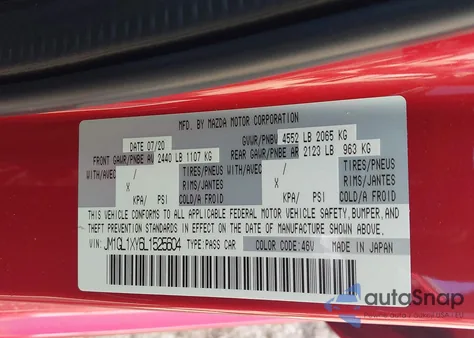 MFD. BY MAZDA MOTOR CORPORATION
DATE 07/20 GVWR/PNBV 4552 LB 2065 KG
FRONT GAWR/PNBE AV 2440 LB 1107 KG REAR GAWR/PNBE AR 2123 LB 963 KG
WITH/AVEC / TIRES/PNEUS WITH/AVEC / TIRES/PNEUS
X RIMS/JANTES X RIMS/JANTES
/ KPA/ COLD/A FROID / KPA/ COLD/A FROID
THIS VEHICLE CONFORMS TO ALL APPLICABLE FEDERAL MOTOR VEHICLE SAFETY, BUMPER, AND
THEFT PREVENTION STANDARDS IN EFFECT ON THE DATE OF MANUFACTURE SHOWN ABOVE.
VIN: JM1GL1XY6L1525604 TYPE: PASS CAR COLOR CODE: 46V MADE IN JAPAN
autoSnap